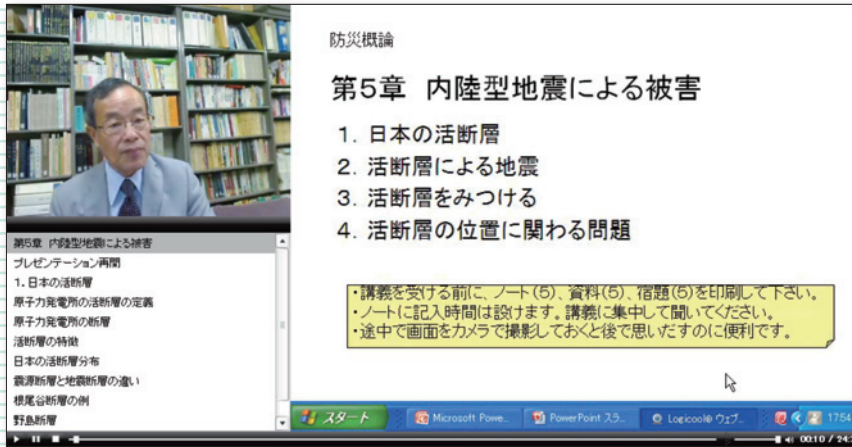 防災概論
第5章 内陸型地震による被害
1. 日本の活断層
2. 活断層による地震
3. 活断層をみつける
4. 活断層の位置に関わる問題
・講義を受ける前に、ノート(5)、資料(5)、宿題(5)を印刷して下さい。
・ノートに記入時間は設けます。講義に集中して聞いてください。
・途中で画面をカメラで撮影しておくと後で思いだすのに便利です。
第5章 内陸型地震による被害
プレゼンテーション再開
1. 日本の活断層
原子力発電所の活断層の定義
原子力発電所の断層
活断層の特徴
日本の活断層分布
震源断層と地震断層の違い
根尾谷断層の例
野島断層
スタート
Microsoft Powe...
PowerPoint スラ...
Logicool® ウェブ...
1754
00:10 / 24: